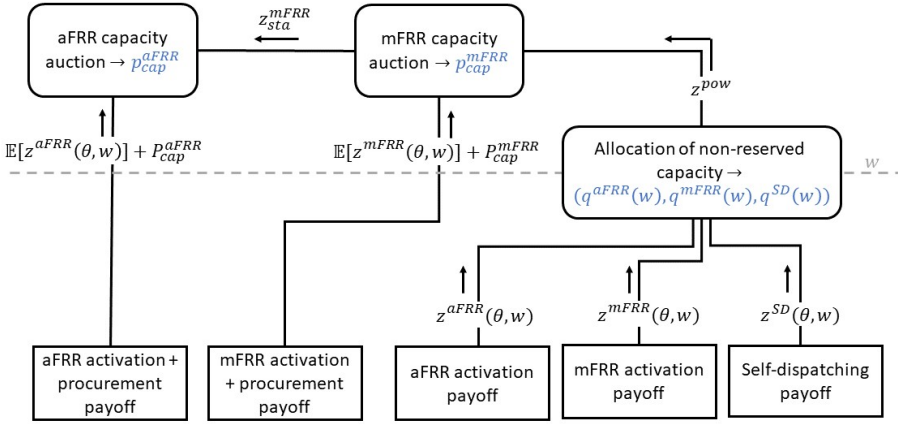 aFRR capacity
auction → p_cap^aFRR
z_sta^mFRR
mFRR capacity
auction → p_cap^mFRR
z^pow
𝔼[z^aFRR(θ, w)] + P_cap^aFRR
𝔼[z^mFRR(θ, w)] + P_cap^mFRR
Allocation of non-reserved
capacity →
(q^aFRR(w), q^mFRR(w), q^SD(w))
w
z^aFRR(θ, w)
z^mFRR(θ, w)
z^SD(θ, w)
aFRR activation +
procurement
payoff
mFRR activation
+ procurement
payoff
aFRR activation
payoff
mFRR activation
payoff
Self-dispatching
payoff